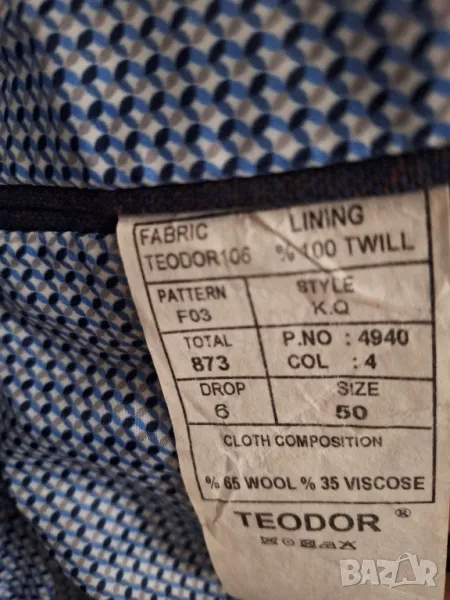 FABRIC LINING
TEODOR106 % 100 TWILL
PATTERN STYLE
F03 K.Q
TOTAL P.NO : 4940
873 COL : 4
DROP SIZE
6 50
CLOTH COMPOSITION
% 65 WOOL % 35 VISCOSE
TEODOR ®
BAZAR